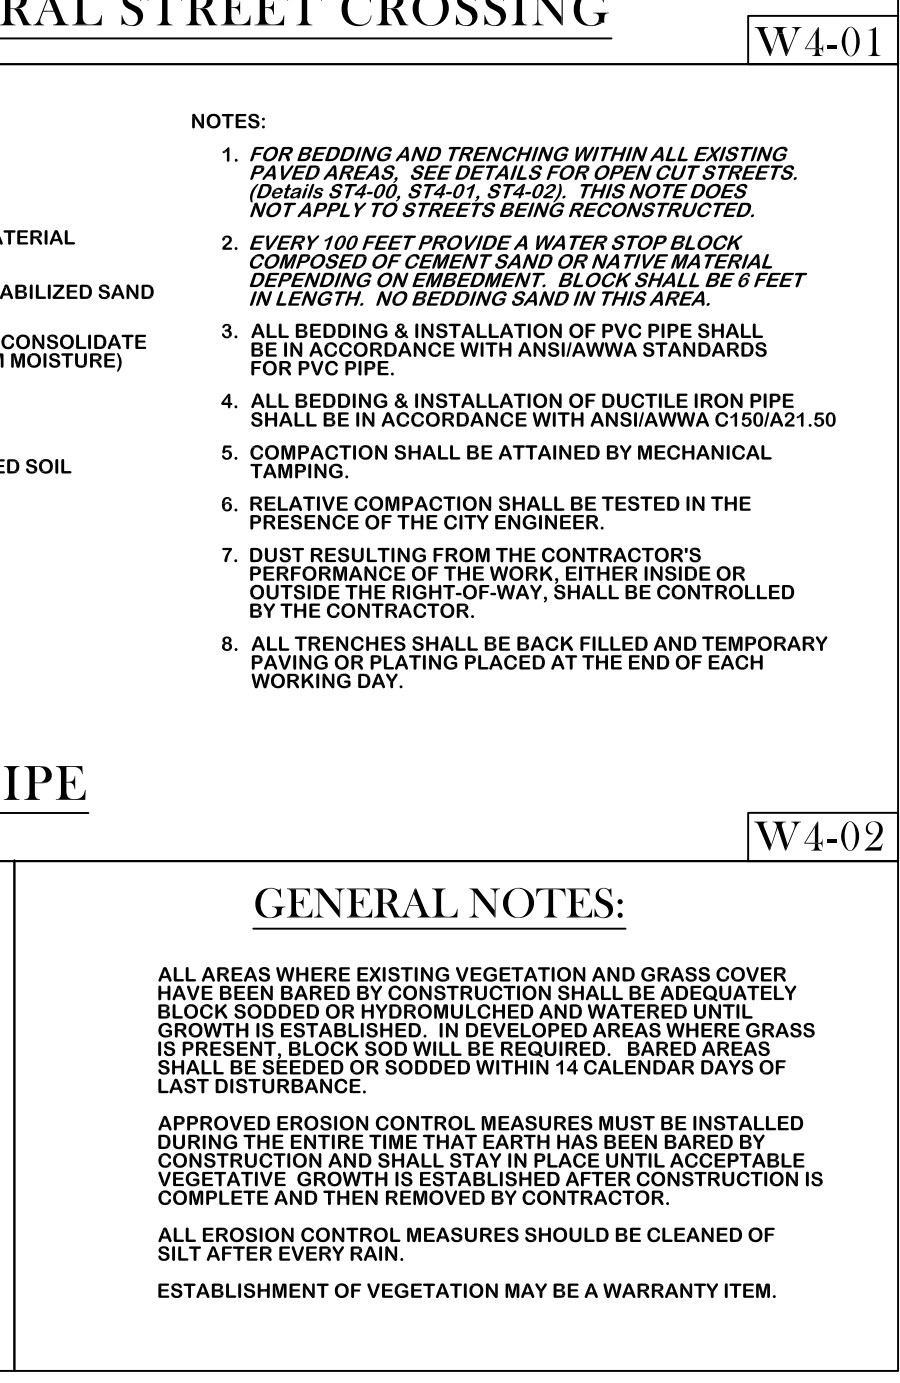 STREET CROSSING
W4-01
NOTES:
1. FOR BEDDING AND TRENCHING WITHIN ALL EXISTING
PAVED AREAS, SEE DETAILS FOR OPEN CUT STREETS.
(Details ST4-00, ST4-01, ST4-02). THIS NOTE DOES
NOT APPLY TO STREETS BEING RECONSTRUCTED.
2. EVERY 100 FEET PROVIDE A WATER STOP BLOCK
COMPOSED OF CEMENT SAND OR NATIVE MATERIAL
DEPENDING ON EMBEDMENT. BLOCK SHALL BE 6 FEET
IN LENGTH. NO BEDDING SAND IN THIS AREA.
3. ALL BEDDING & INSTALLATION OF PVC PIPE SHALL
BE IN ACCORDANCE WITH ANSI/AWWA STANDARDS
FOR PVC PIPE.
4. ALL BEDDING & INSTALLATION OF DUCTILE IRON PIPE
SHALL BE IN ACCORDANCE WITH ANSI/AWWA C150/A21.50
5. COMPACTION SHALL BE ATTAINED BY MECHANICAL
TAMPING.
6. RELATIVE COMPACTION SHALL BE TESTED IN THE
PRESENCE OF THE CITY ENGINEER.
7. DUST RESULTING FROM THE CONTRACTOR'S
PERFORMANCE OF THE WORK, EITHER INSIDE OR
OUTSIDE THE RIGHT-OF-WAY, SHALL BE CONTROLLED
BY THE CONTRACTOR.
8. ALL TRENCHES SHALL BE BACK FILLED AND TEMPORARY
PAVING OR PLATING PLACED AT THE END OF EACH
WORKING DAY.
ATERIAL
ABILIZED SAND
CONSOLIDATE
M MOISTURE)
ED SOIL
IPE
W4-02
GENERAL NOTES:
ALL AREAS WHERE EXISTING VEGETATION AND GRASS COVER
HAVE BEEN BARED BY CONSTRUCTION SHALL BE ADEQUATELY
BLOCK SODDED OR HYDROMULCHED AND WATERED UNTIL
GROWTH IS ESTABLISHED. IN DEVELOPED AREAS WHERE GRASS
IS PRESENT, BLOCK SOD WILL BE REQUIRED. BARED AREAS
SHALL BE SEEDED OR SODDED WITHIN 14 CALENDAR DAYS OF
LAST DISTURBANCE.
APPROVED EROSION CONTROL MEASURES MUST BE INSTALLED
DURING THE ENTIRE TIME THAT EARTH HAS BEEN BARED BY
CONSTRUCTION AND SHALL STAY IN PLACE UNTIL ACCEPTABLE
VEGETATIVE GROWTH IS ESTABLISHED AFTER CONSTRUCTION IS
COMPLETE AND THEN REMOVED BY CONTRACTOR.
ALL EROSION CONTROL MEASURES SHOULD BE CLEANED OF
SILT AFTER EVERY RAIN.
ESTABLISHMENT OF VEGETATION MAY BE A WARRANTY ITEM.